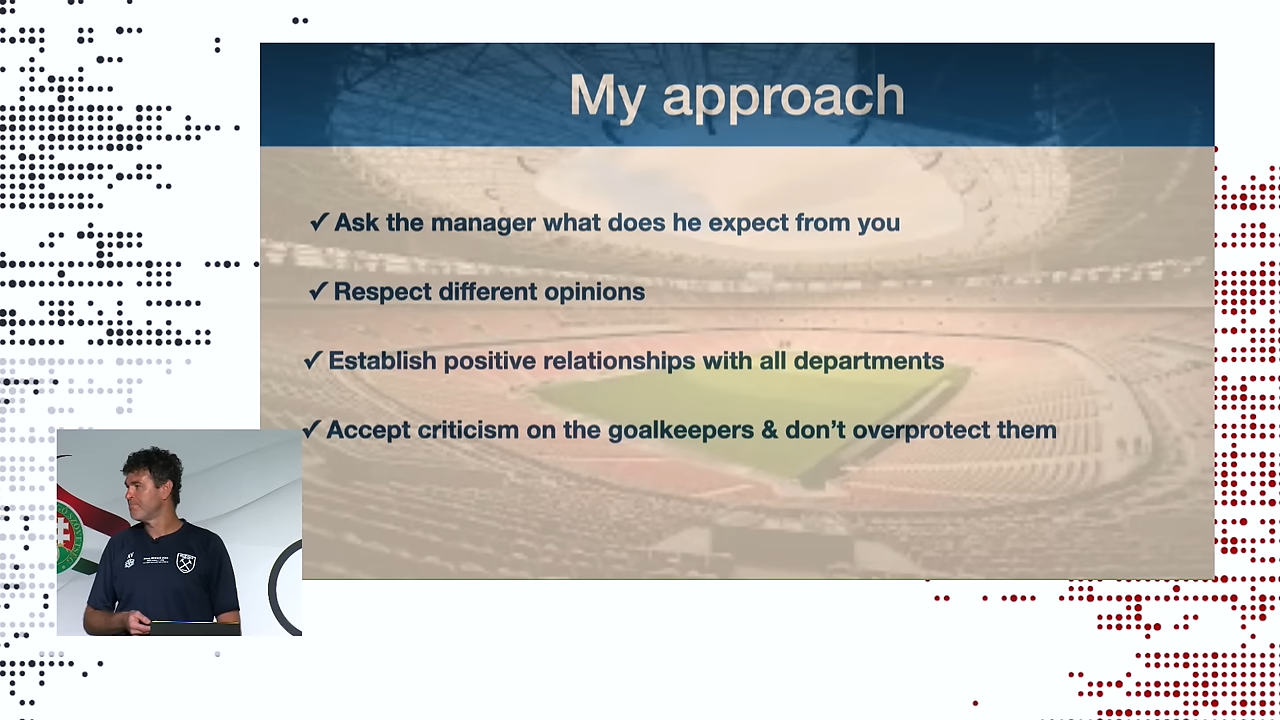 My approach
✓ Ask the manager what does he expect from you
✓ Respect different opinions
✓ Establish positive relationships with all departments
✓ Accept criticism on the goalkeepers & don’t overprotect them
XV